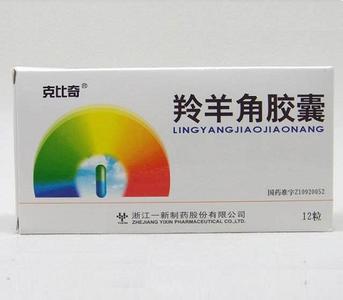 克比奇®
羚羊角胶囊
LINGYANGJIAOJIAONANG
国药准字Z10920052
浙江一新制药股份有限公司
ZHEJIANG YIXIN PHARMACEUTICAL CO.,LTD.
12粒